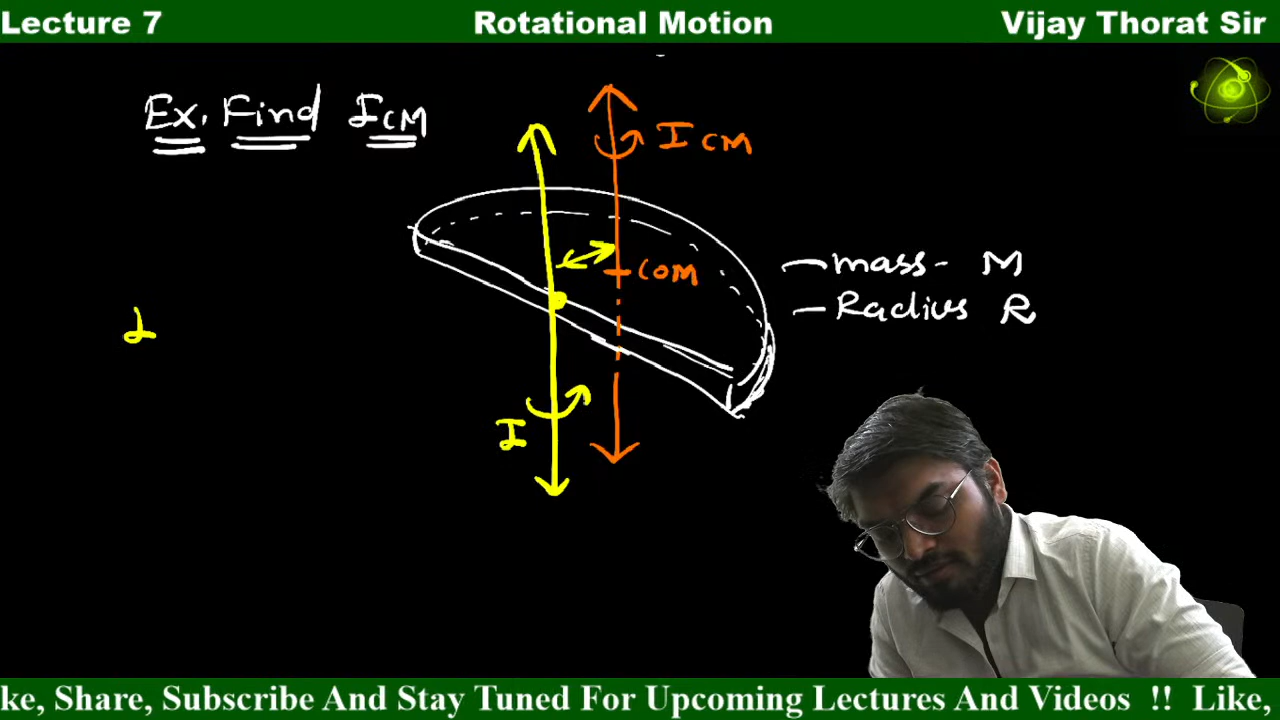 Lecture 7
Rotational Motion
Vijay Thorat Sir
Ex. Find ICM
I CM
COM
mass - M
Radius R
I
I
ke, Share, Subscribe And Stay Tuned For Upcoming Lectures And Videos !! Like,